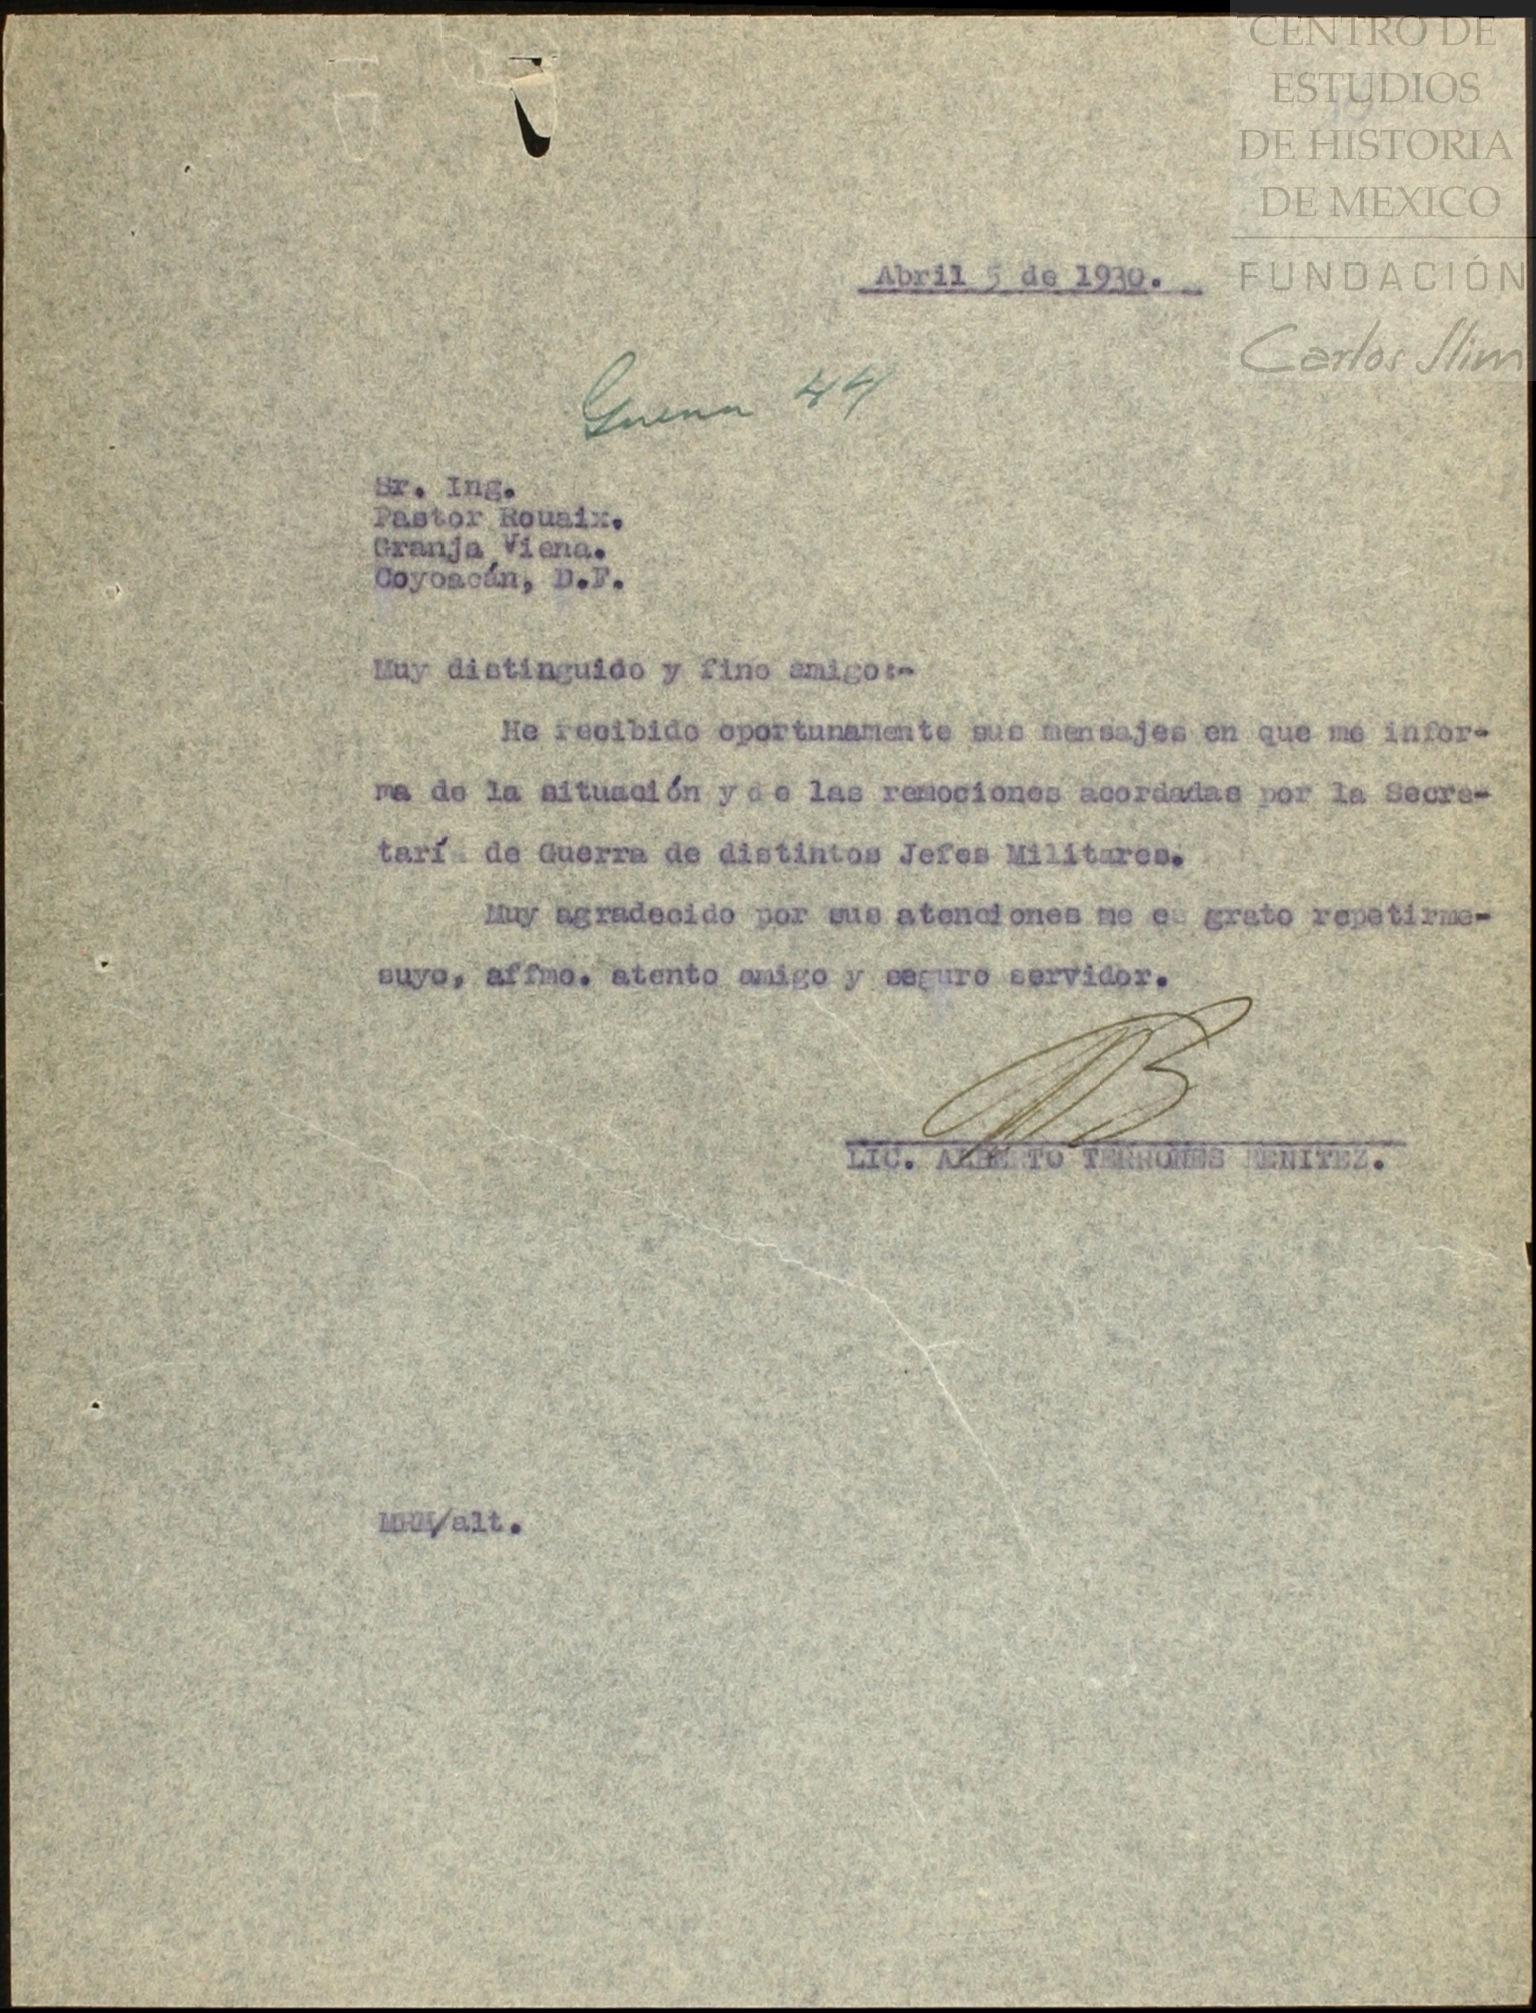 CENTRO DE
ESTUDIOS
DE HISTORIA
DE MEXICO
FUNDACIÓN
Carlos Slim
Abril 5 de 1930.
Guerra 44
Sr. Ing.
Pastor Rouaix.
Granja Viena.
Coyoacán, D.F.
Muy distinguido y fino amigo:-
He recibido oportunamente sus mensajes en que me infor-
ma de la situación y de las remociones acordadas por la Secre-
tarí de Guerra de distintos Jefes Militares.
Muy agradecido por sus atenciones me es grato repetirme-
suyo, affmo. atento amigo y seguro servidor.
LIC. ALBERTO TERRONES BENITEZ.
MRM/alt.